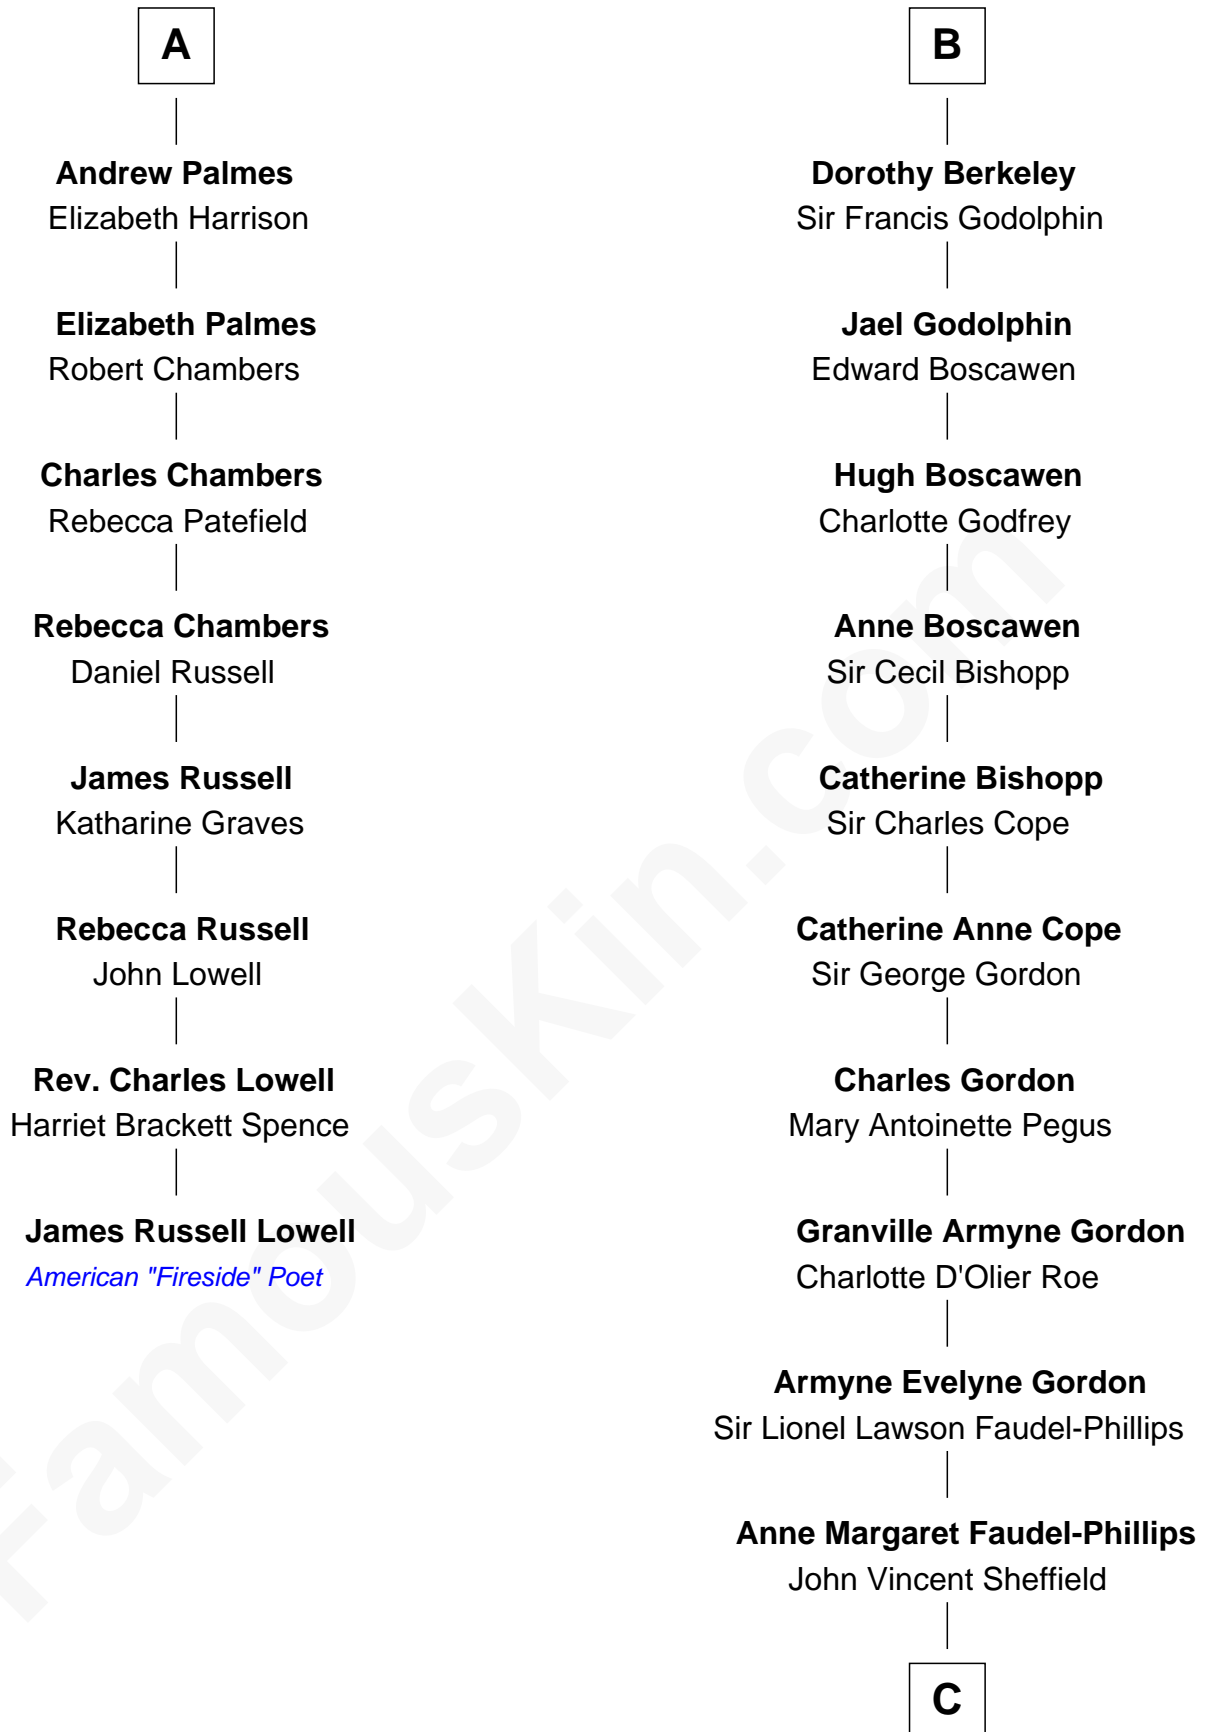 A
Andrew Palmes
Elizabeth Harrison
Elizabeth Palmes
Robert Chambers
Charles Chambers
Rebecca Patefield
Rebecca Chambers
Daniel Russell
James Russell
Katharine Graves
Rebecca Russell
John Lowell
Rev. Charles Lowell
Harriet Brackett Spence
James Russell Lowell
American "Fireside" Poet
B
Dorothy Berkeley
Sir Francis Godolphin
Jael Godolphin
Edward Boscawen
Hugh Boscawen
Charlotte Godfrey
Anne Boscawen
Sir Cecil Bishopp
Catherine Bishopp
Sir Charles Cope
Catherine Anne Cope
Sir George Gordon
Charles Gordon
Mary Antoinette Pegus
Granville Armyne Gordon
Charlotte D'Olier Roe
Armyne Evelyne Gordon
Sir Lionel Lawson Faudel-Phillips
Anne Margaret Faudel-Phillips
John Vincent Sheffield
C
FamousKin.com